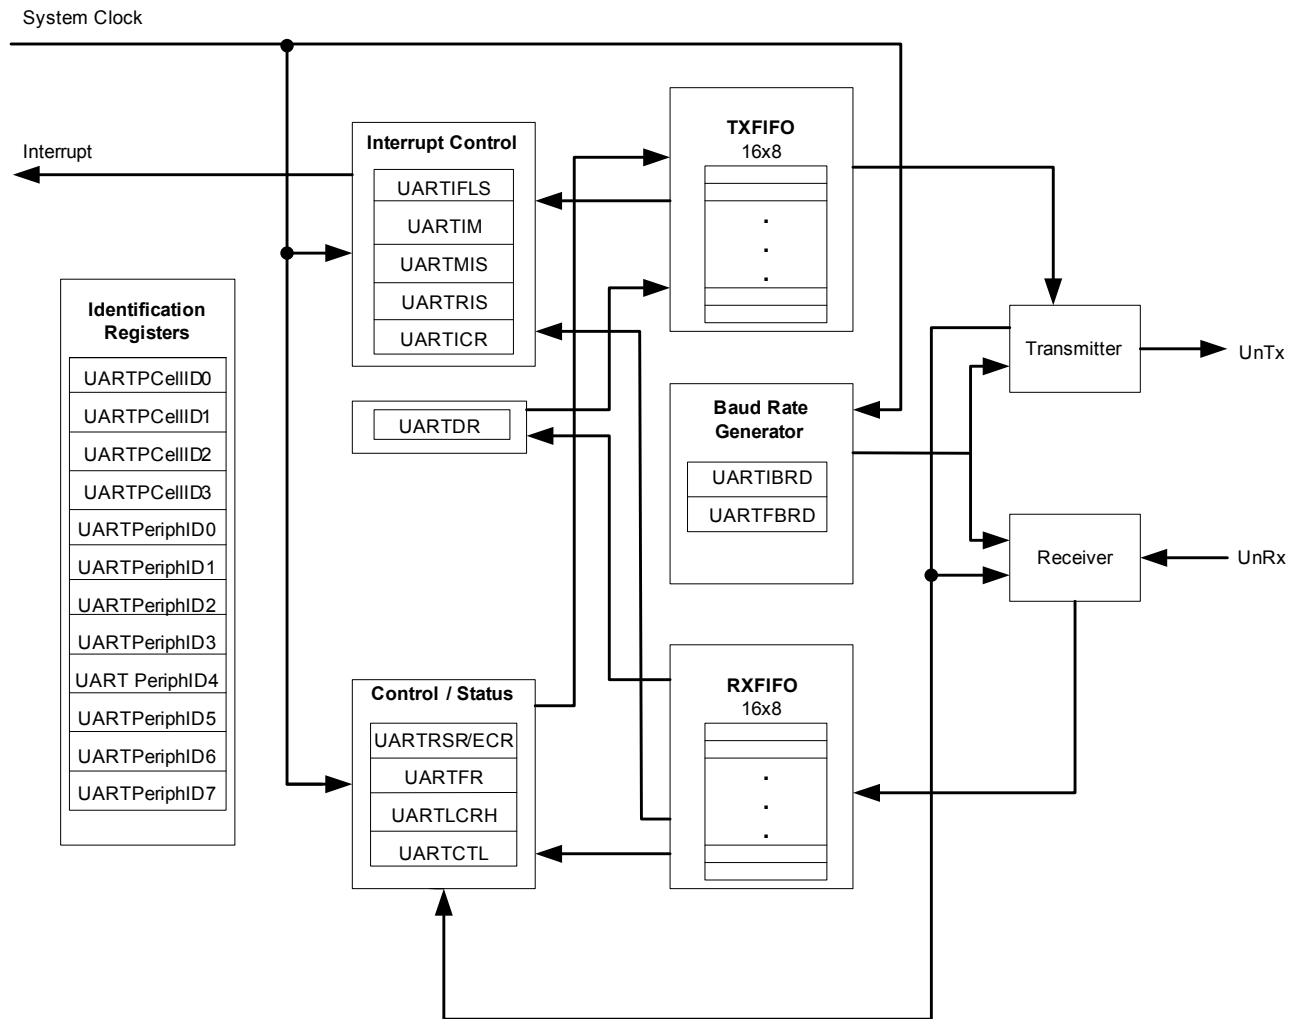 System Clock
Interrupt
Identification
Registers
UARTPCellID0
UARTPCellID1
UARTPCellID2
UARTPCellID3
UARTPeriphID0
UARTPeriphID1
UARTPeriphID2
UARTPeriphID3
UART PeriphID4
UARTPeriphID5
UARTPeriphID6
UARTPeriphID7
Interrupt Control
UARTIFLS
UARTIM
UARTMIS
UARTRIS
UARTICR
UARTDR
Control / Status
UARTRSR/ECR
UARTFR
UARTLCRH
UARTCTL
TXFIFO
16x8
.
.
.
Baud Rate
Generator
UARTIBRD
UARTFBRD
RXFIFO
16x8
.
.
.
Transmitter
UnTx
Receiver
UnRx